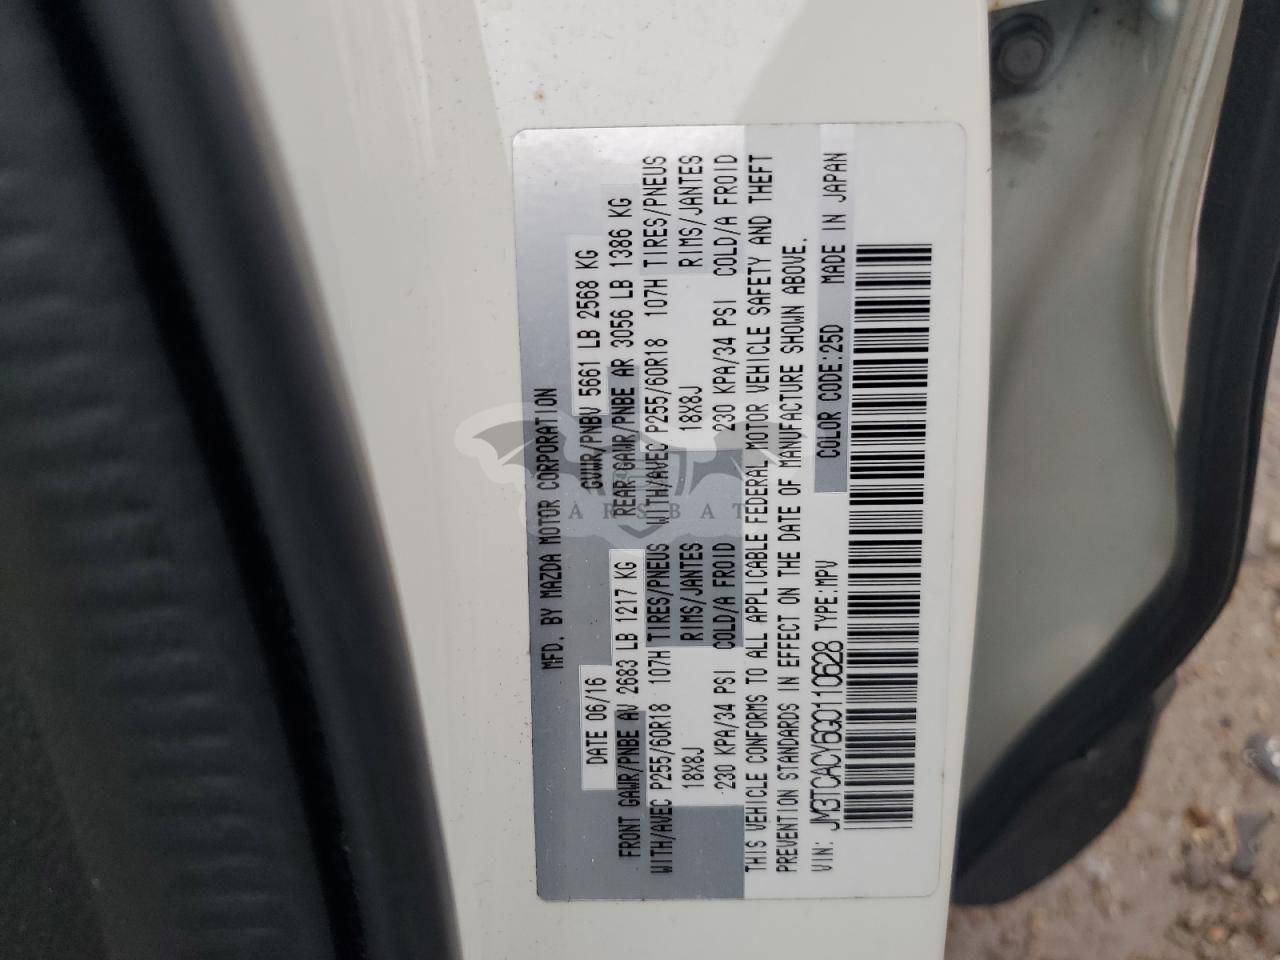 MFD. BY MAZDA MOTOR CORPORATION
DATE 06/16 GVWR/PNBV 5661 LB 2568 KG
FRONT GAWR/PNBE AV 2683 LB 1217 KG REAR GAWR/PNBE AR 3056 LB 1386 KG
WITH/AVEC P255/60R18 107H TIRES/PNEUS WITH/AVEC P255/60R18 107H TIRES/PNEUS
18X8J RIMS/JANTES 18X8J RIMS/JANTES
230 KPA/34 PSI COLD/A FROID 230 KPA/34 PSI COLD/A FROID
THIS VEHICLE CONFORMS TO ALL APPLICABLE FEDERAL MOTOR VEHICLE SAFETY AND THEFT
PREVENTION STANDARDS IN EFFECT ON THE DATE OF MANUFACTURE SHOWN ABOVE.
VIN: JM3TCACY6G0110628 TYPE:MPV COLOR CODE:25D MADE IN JAPAN
CARSBAT